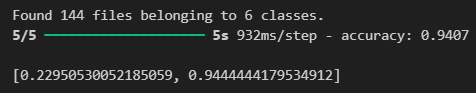 Found 144 files belonging to 6 classes.
5/5 ━━━━━━━━━━━━━━━━━━━━ 5s 932ms/step - accuracy: 0.9407
[0.22950530052185059, 0.9444444179534912]